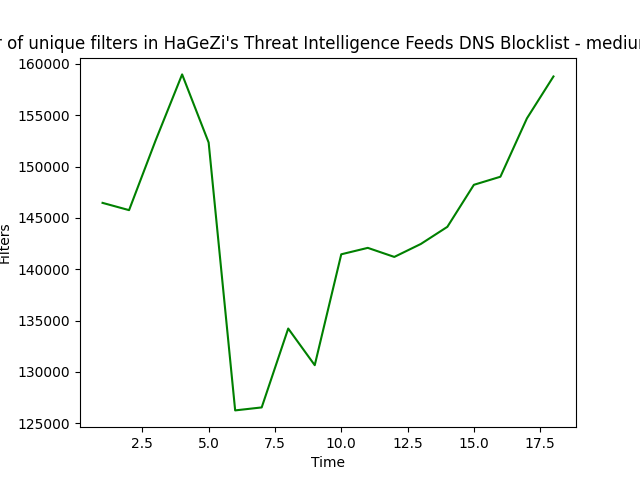 of unique filters in HaGeZi's Threat Intelligence Feeds DNS Blocklist -
160000
155000
150000
145000
140000
135000
130000
125000
Filters
2.5 5.0 7.5 10.0 12.5 15.0 17.5
Time